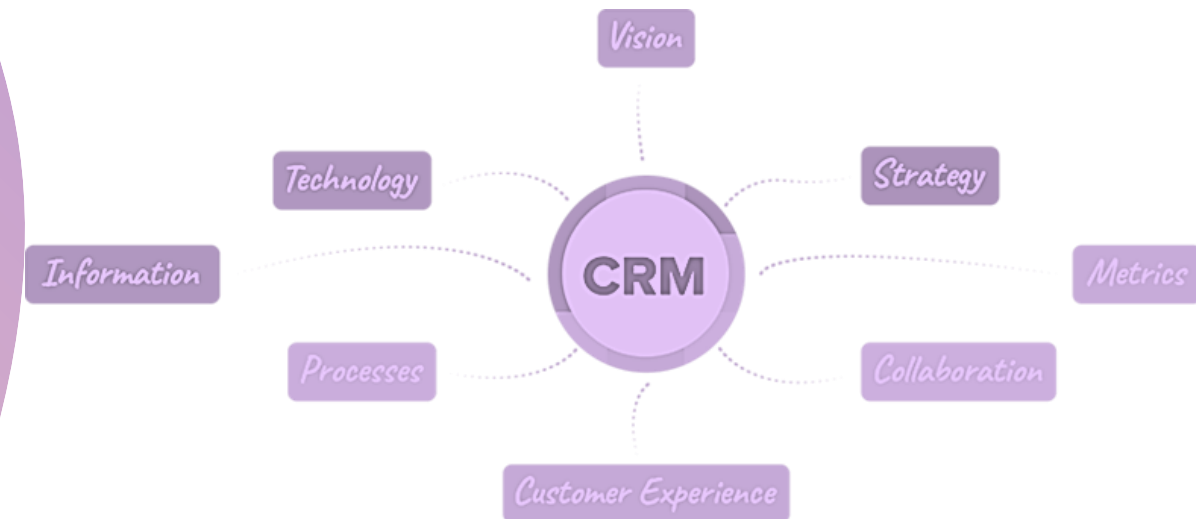 Vision
Technology
Strategy
Information
CRM
Metrics
Processes
Collaboration
Customer Experience